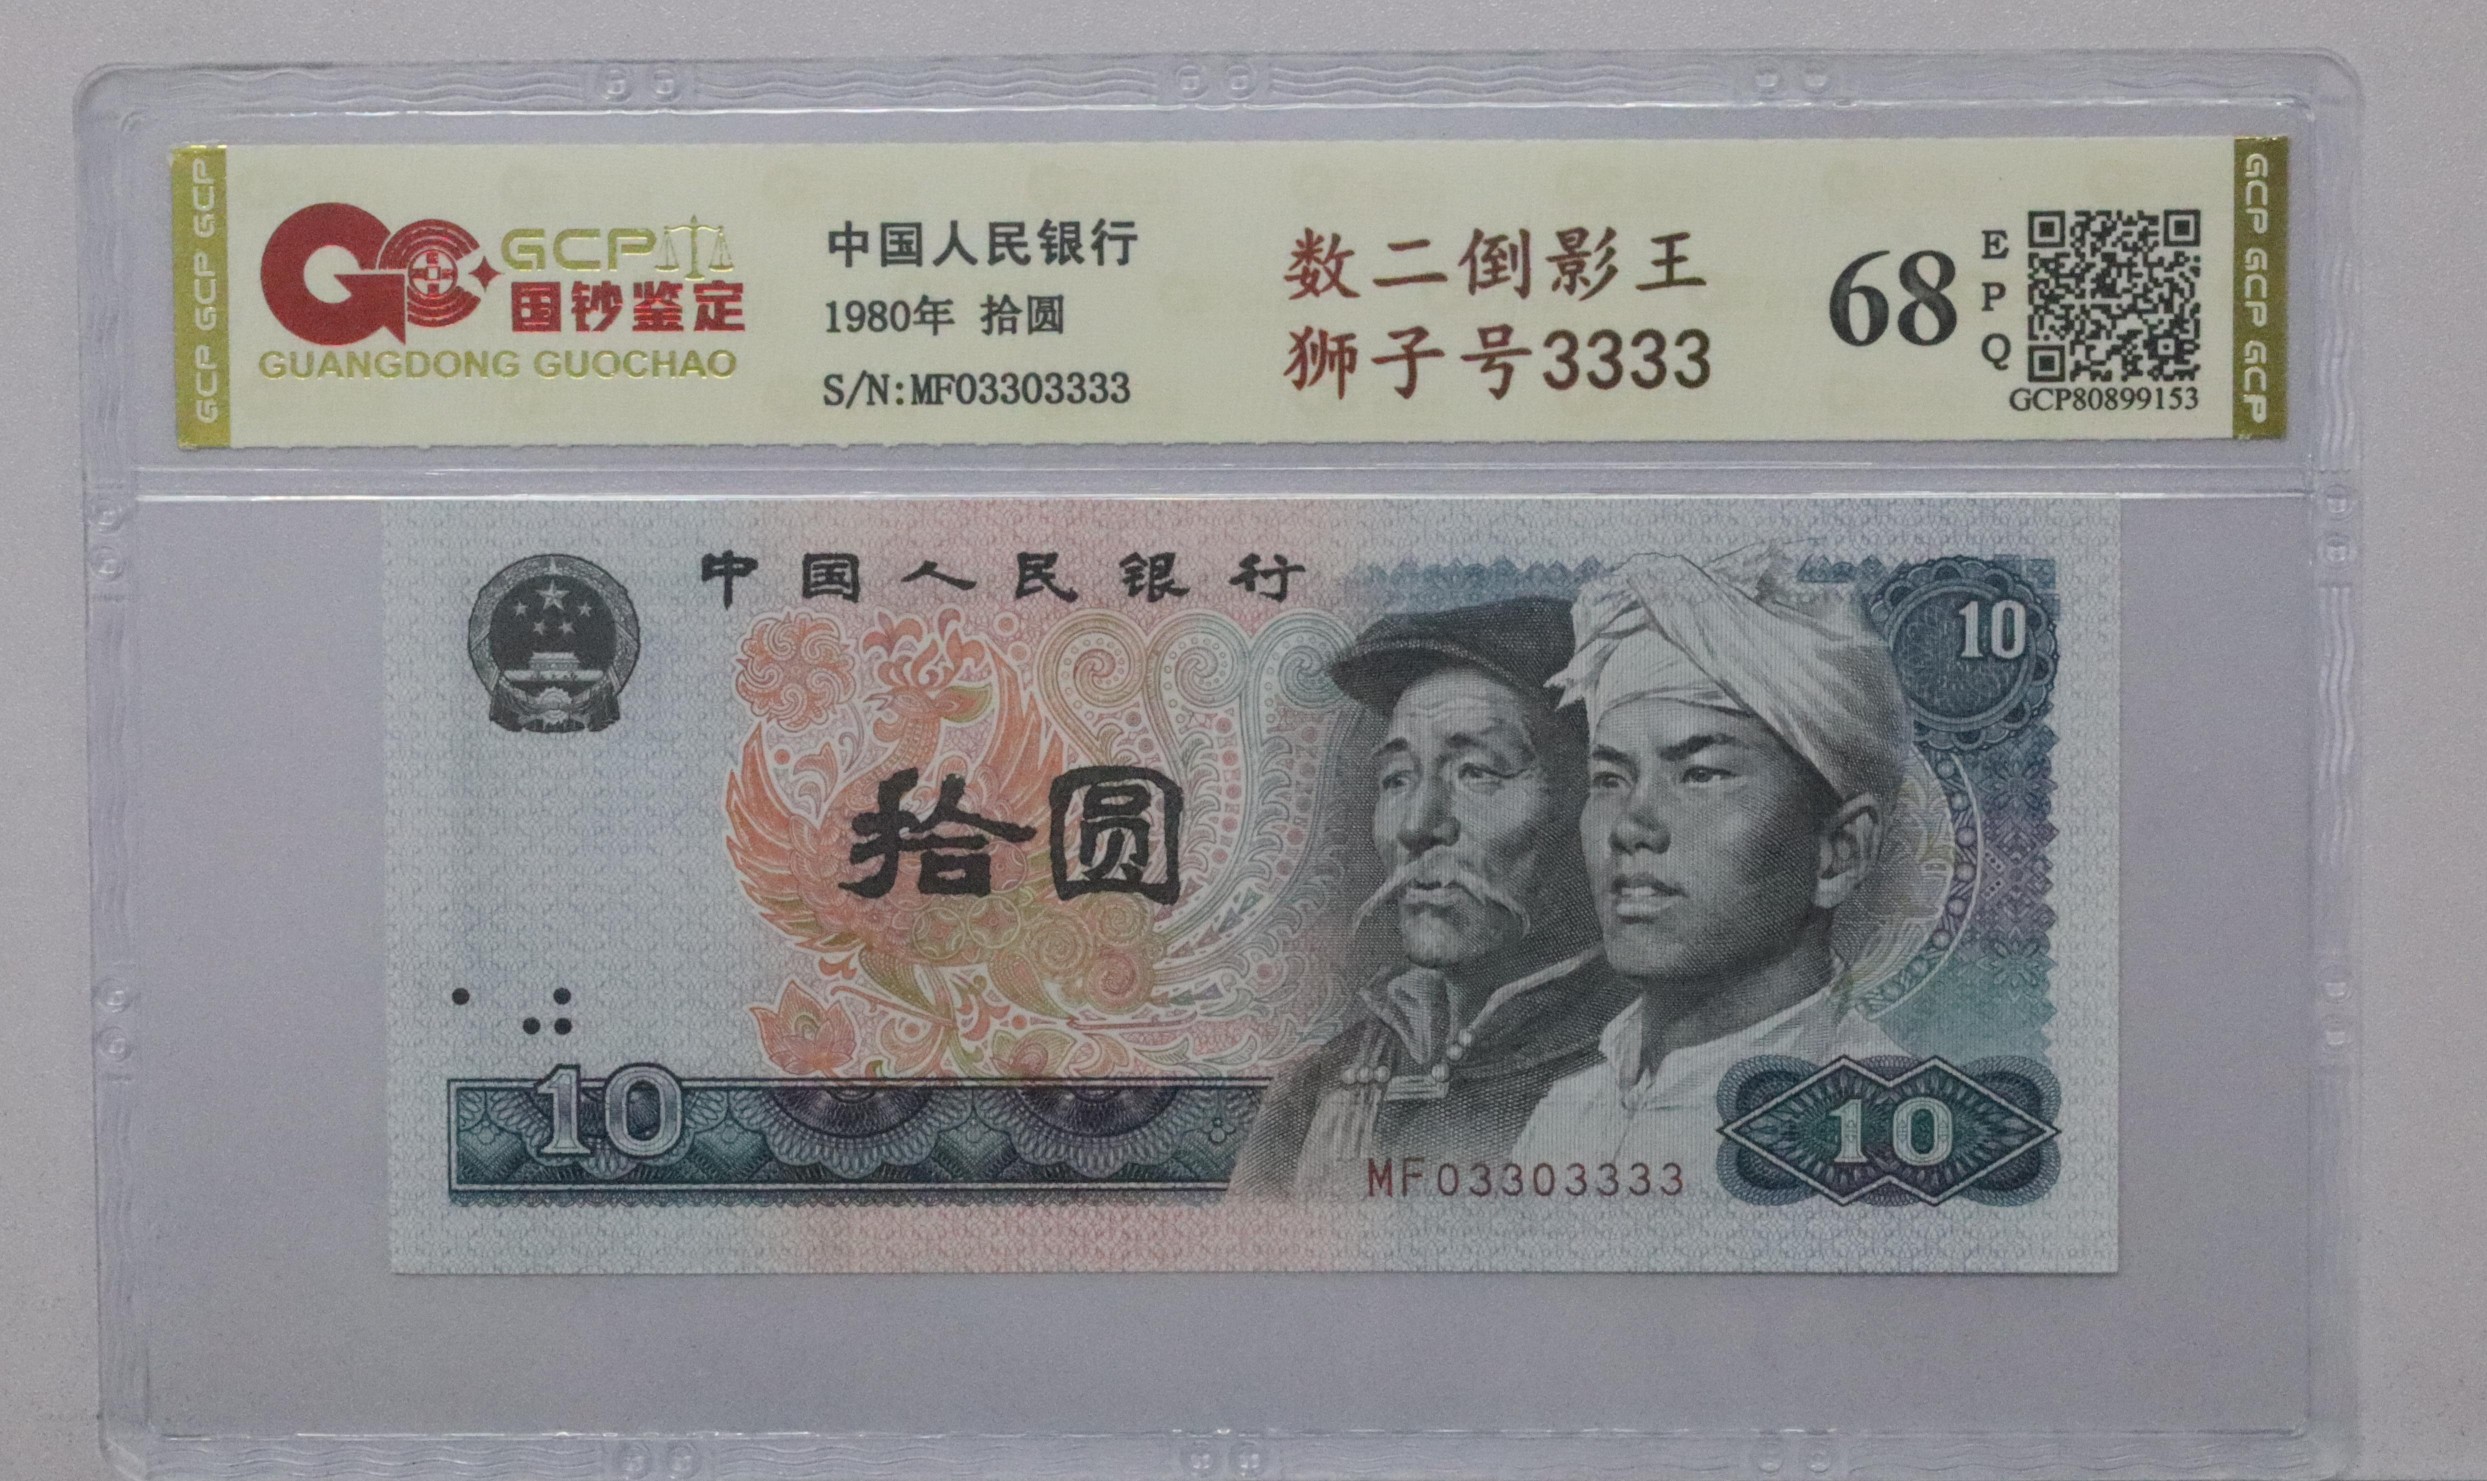 GCP GCP GCP
GCP
国钞鉴定
GUANGDONG GUOCHAO
中国人民银行
1980年 拾圆
S/N:MF03303333
数二倒影王
狮子号3333
68
EPQ
GCP80899153
GCP GCP GCP
中国人民银行
10
拾圆
10
10
MF03303333